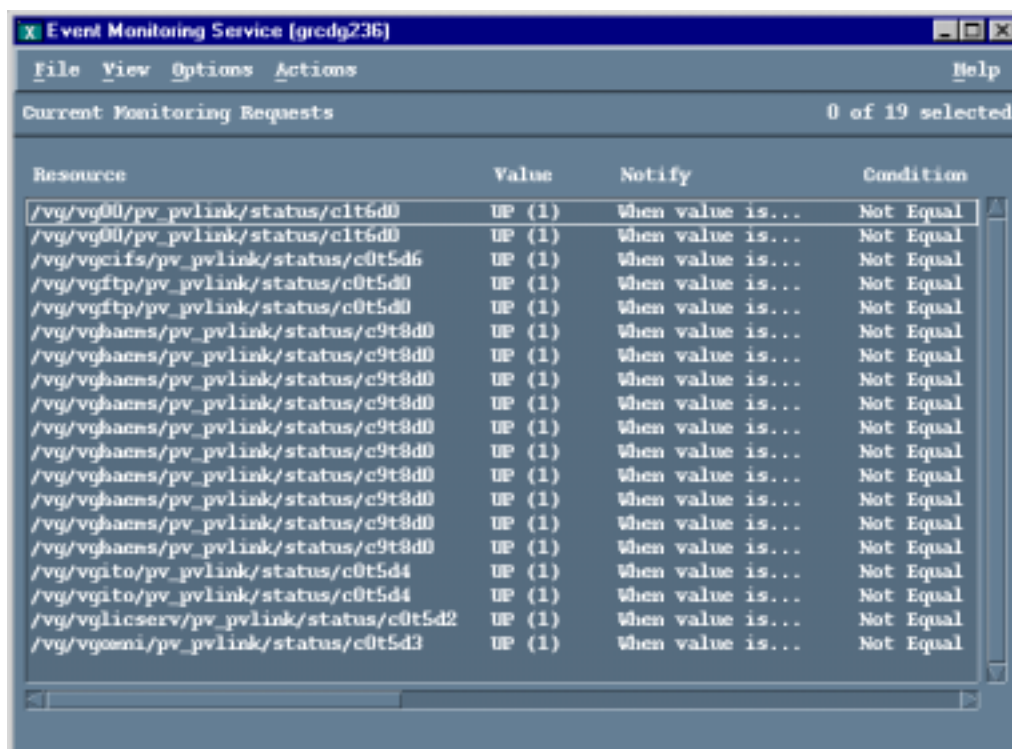 X Event Monitoring Service (grcdg236)
File View Options Actions Help
Current Monitoring Requests 0 of 19 selected
Resource Value Notify Condition
/vg/vg00/pv_pvlink/status/c1t6d0 UP (1) When value is... Not Equal
/vg/vg00/pv_pvlink/status/c1t6d0 UP (1) When value is... Not Equal
/vg/vgcifs/pv_pvlink/status/c0t5d6 UP (1) When value is... Not Equal
/vg/vgftp/pv_pvlink/status/c0t5d0 UP (1) When value is... Not Equal
/vg/vgftp/pv_pvlink/status/c0t5d0 UP (1) When value is... Not Equal
/vg/vghaems/pv_pvlink/status/c9t8d0 UP (1) When value is... Not Equal
/vg/vghaems/pv_pvlink/status/c9t8d0 UP (1) When value is... Not Equal
/vg/vghaems/pv_pvlink/status/c9t8d0 UP (1) When value is... Not Equal
/vg/vghaems/pv_pvlink/status/c9t8d0 UP (1) When value is... Not Equal
/vg/vghaems/pv_pvlink/status/c9t8d0 UP (1) When value is... Not Equal
/vg/vghaems/pv_pvlink/status/c9t8d0 UP (1) When value is... Not Equal
/vg/vghaems/pv_pvlink/status/c9t8d0 UP (1) When value is... Not Equal
/vg/vghaems/pv_pvlink/status/c9t8d0 UP (1) When value is... Not Equal
/vg/vghaems/pv_pvlink/status/c9t8d0 UP (1) When value is... Not Equal
/vg/vghaems/pv_pvlink/status/c9t8d0 UP (1) When value is... Not Equal
/vg/vgito/pv_pvlink/status/c0t5d4 UP (1) When value is... Not Equal
/vg/vgito/pv_pvlink/status/c0t5d4 UP (1) When value is... Not Equal
/vg/vglicserv/pv_pvlink/status/c0t5d2 UP (1) When value is... Not Equal
/vg/vgomni/pv_pvlink/status/c0t5d3 UP (1) When value is... Not Equal